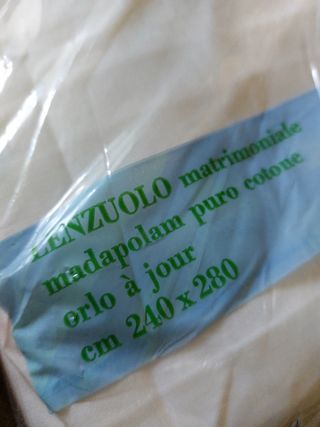 LENZUOLO matrimoniale
madapolam puro cotone
orlo à jour
cm 240 x 280